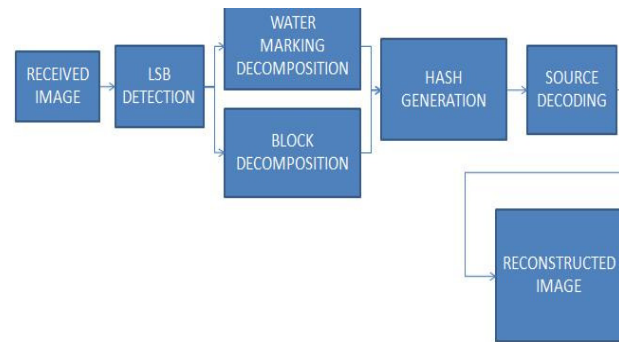 RECEIVED
IMAGE
LSB
DETECTION
WATER
MARKING
DECOMPOSITION
BLOCK
DECOMPOSITION
HASH
GENERATION
SOURCE
DECODING
RECONSTRUCTED
IMAGE